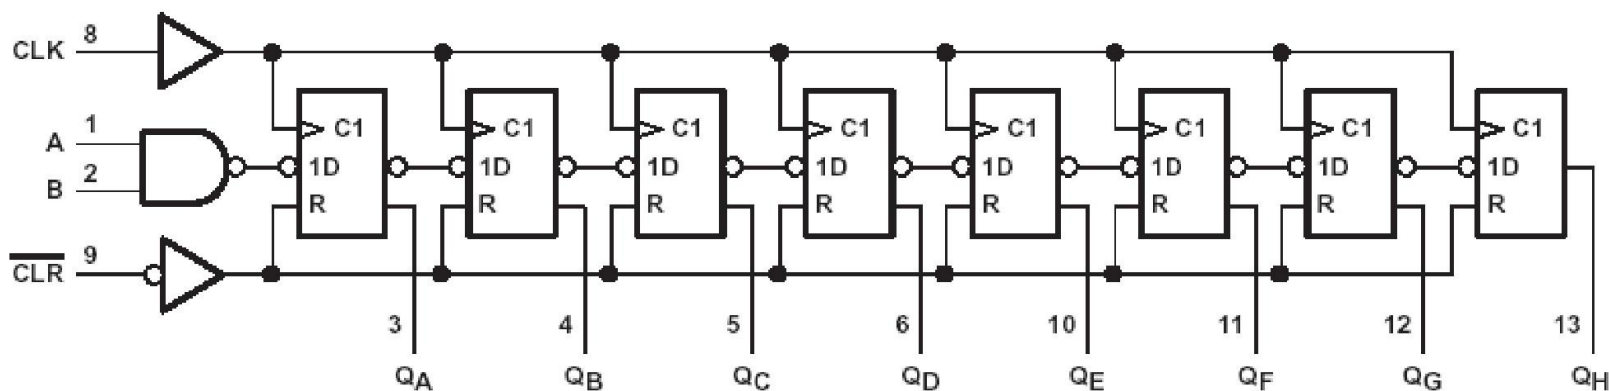 CLK 8
C1 C1 C1 C1 C1 C1 C1 C1
A 1
1D 1D 1D 1D 1D 1D 1D 1D
B 2
R R R R R R R R
CLR 9
3 4 5 6 10 11 12 13
QA QB QC QD QE QF QG QH